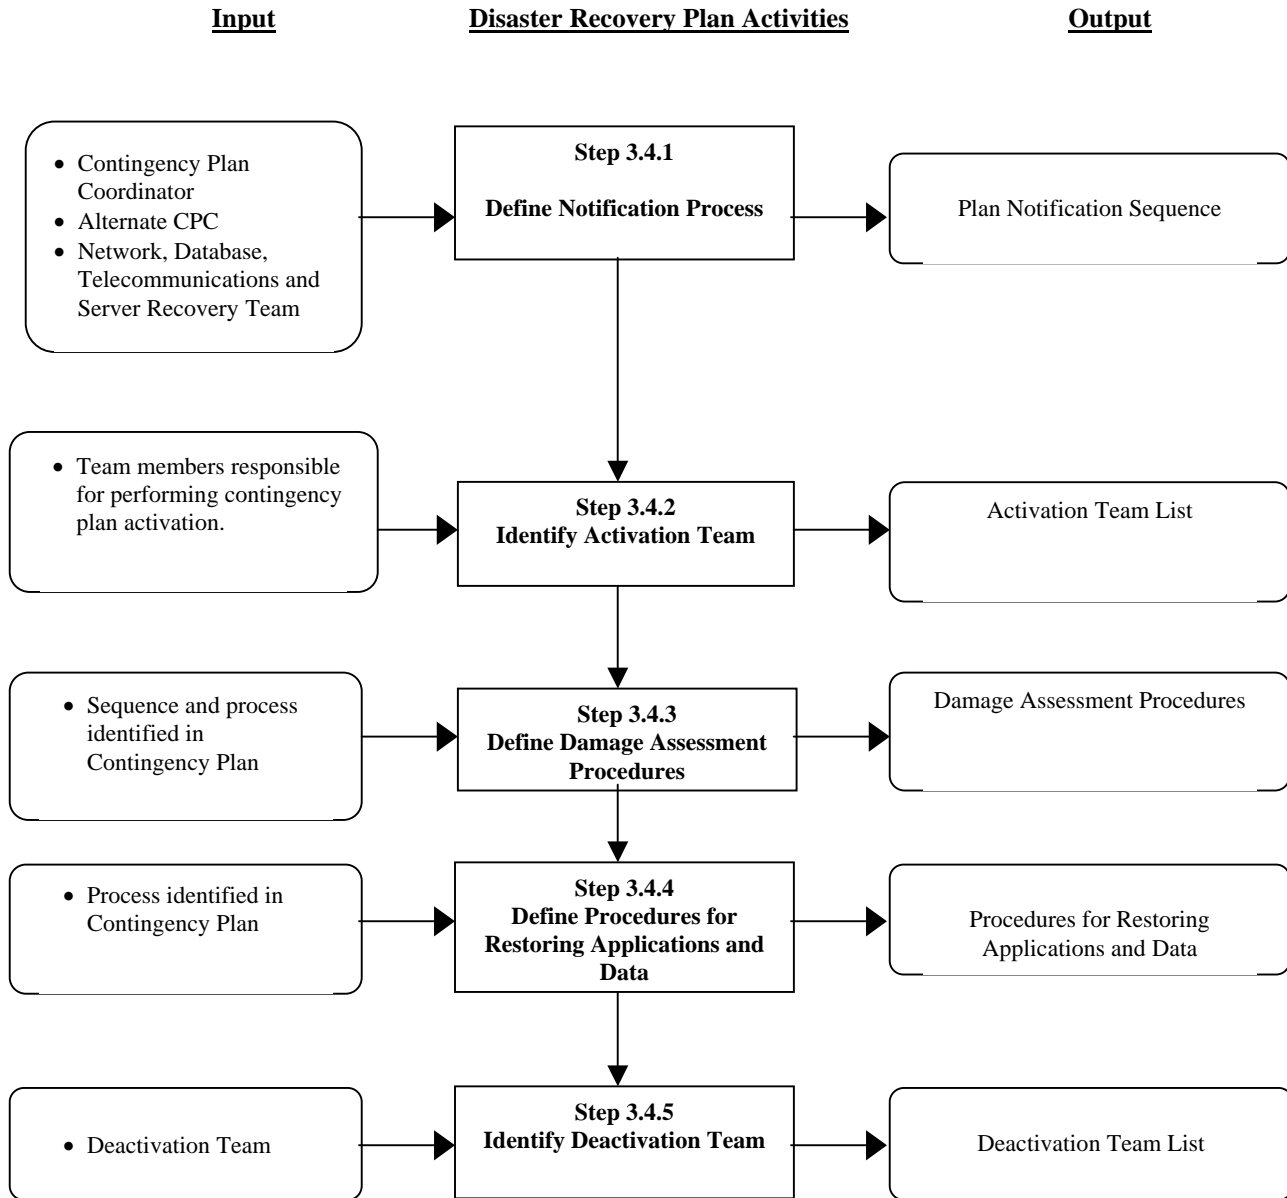 Input
Disaster Recovery Plan Activities
Output
• Contingency Plan
Coordinator
• Alternate CPC
• Network, Database,
Telecommunications and
Server Recovery Team
Step 3.4.1
Define Notification Process
Plan Notification Sequence
• Team members responsible
for performing contingency
plan activation.
Step 3.4.2
Identify Activation Team
Activation Team List
• Sequence and process
identified in
Contingency Plan
Step 3.4.3
Define Damage Assessment
Procedures
Damage Assessment Procedures
• Process identified in
Contingency Plan
Step 3.4.4
Define Procedures for
Restoring Applications and
Data
Procedures for Restoring
Applications and Data
• Deactivation Team
Step 3.4.5
Identify Deactivation Team
Deactivation Team List